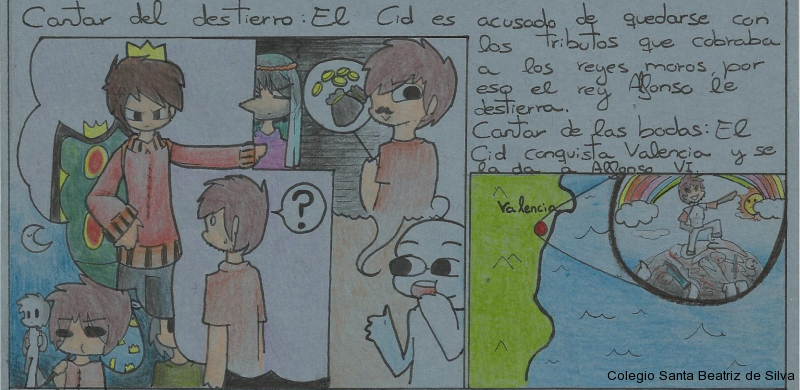 Cantar del destierro: El Cid es acusado de quedarse con
los tributos que cobraba
a los reyes moros, por
eso el rey Alfonso le
destierra.
Cantar de las bodas: El
Cid conquista Valencia y se
la da a Alfonso VI
?
Valencia
Colegio Santa Beatriz de Silva